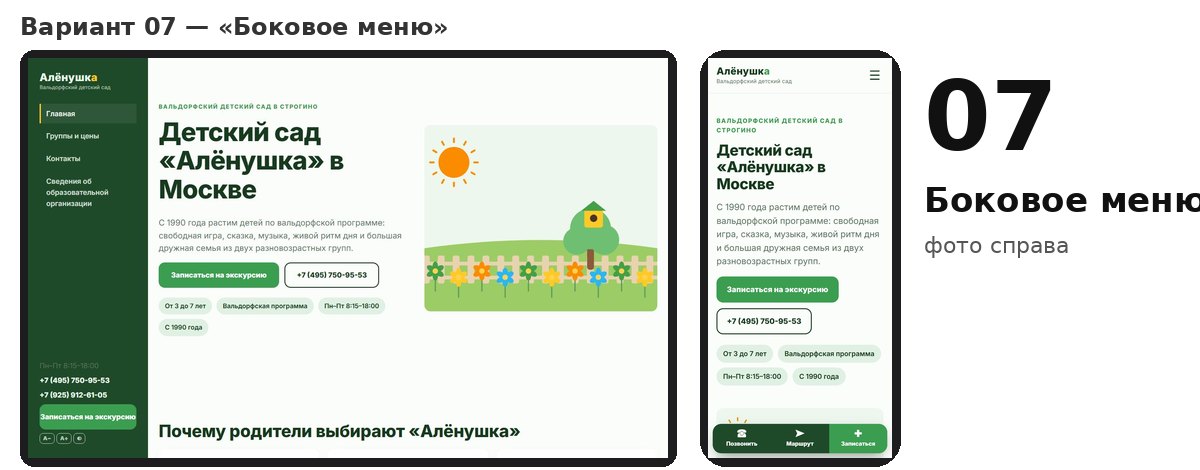 Вариант 07 — «Боковое меню»
Алёнушка
Вальдорфский детский сад
Главная
Группы и цены
Контакты
Сведения об
образовательной
организации
Пн–Пт 8:15–18:00
+7 (495) 750-95-53
+7 (925) 912-61-05
Записаться на экскурсию
A−
A+
ВАЛЬДОРФСКИЙ ДЕТСКИЙ САД В СТРОГИНО
Детский сад
«Алёнушка» в
Москве
С 1990 года растим детей по вальдорфской программе:
свободная игра, сказка, музыка, живой ритм дня и большая
дружная семья из двух разновозрастных групп.
Записаться на экскурсию
+7 (495) 750-95-53
От 3 до 7 лет
Вальдорфская программа
Пн–Пт 8:15–18:00
С 1990 года
Почему родители выбирают «Алёнушка»
Алёнушка
Вальдорфский детский сад
ВАЛЬДОРФСКИЙ ДЕТСКИЙ САД В
СТРОГИНО
Детский сад
«Алёнушка» в
Москве
С 1990 года растим детей по
вальдорфской программе: свободная
игра, сказка, музыка, живой ритм дня
и большая дружная семья из двух
разновозрастных групп.
Записаться на экскурсию
+7 (495) 750-95-53
От 3 до 7 лет
Вальдорфская программа
Пн–Пт 8:15–18:00
С 1990 года
Позвонить
Маршрут
Записаться
07
Боковое меню
фото справа